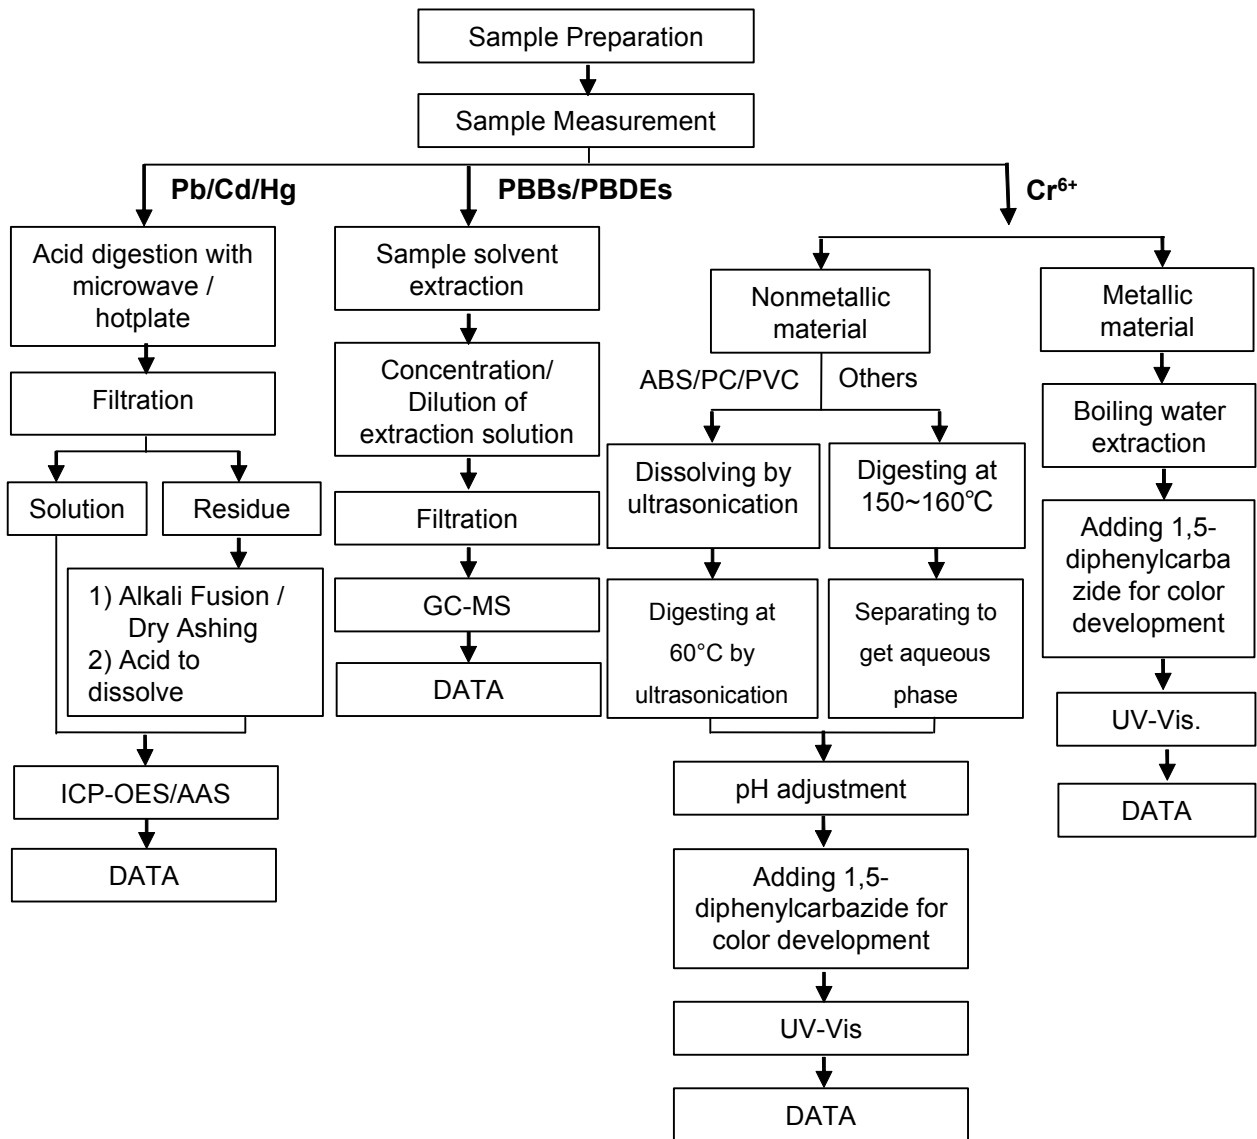 Sample Preparation
Sample Measurement
Pb/Cd/Hg
PBBs/PBDEs
Cr⁶⁺
Acid digestion with
microwave /
hotplate
Filtration
Solution
Residue
1) Alkali Fusion /
Dry Ashing
2) Acid to
dissolve
ICP-OES/AAS
DATA
Sample solvent
extraction
Concentration/
Dilution of
extraction solution
Filtration
GC-MS
DATA
Nonmetallic
material
ABS/PC/PVC
Others
Dissolving by
ultrasonication
Digesting at
60°C by
ultrasonication
Digesting at
150~160℃
Separating to
get aqueous
phase
pH adjustment
Adding 1,5-
diphenylcarbazide for
color development
UV-Vis
DATA
Metallic
material
Boiling water
extraction
Adding 1,5-
diphenylcarba
zide for color
development
UV-Vis.
DATA